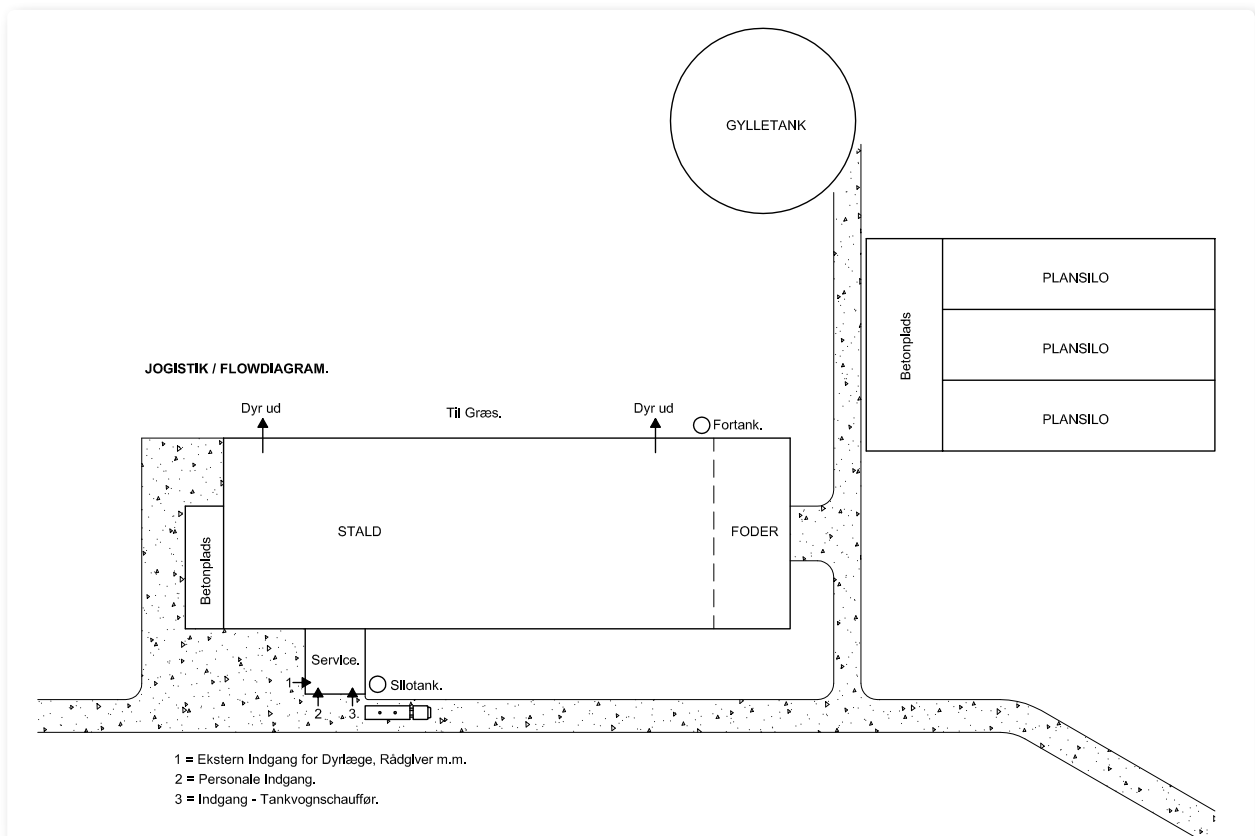 GYLLETANK
PLANSILO
PLANSILO
PLANSILO
Betonplads
JOGISTIK / FLOWDIAGRAM.
Dyr ud
Til Græs.
Dyr ud
Fortank.
STALD
FODER
Betonplads
Service.
1
Silotank.
2
3.
1 = Ekstern Indgang for Dyrlæge, Rådgiver m.m.
2 = Personale Indgang.
3 = Indgang - Tankvognschauffør.